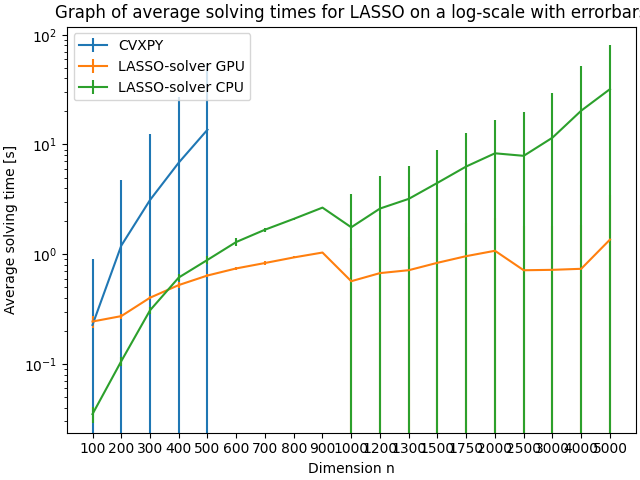 Graph of average solving times for LASSO on a log-scale with errorbar
CVXPY
LASSO-solver GPU
LASSO-solver CPU
Average solving time [s]
10²
10¹
10⁰
10⁻¹
100 200 300 400 500 600 700 800 900 1000 1200 1300 1500 1750 2000 2500 3000 4000 5000
Dimension n